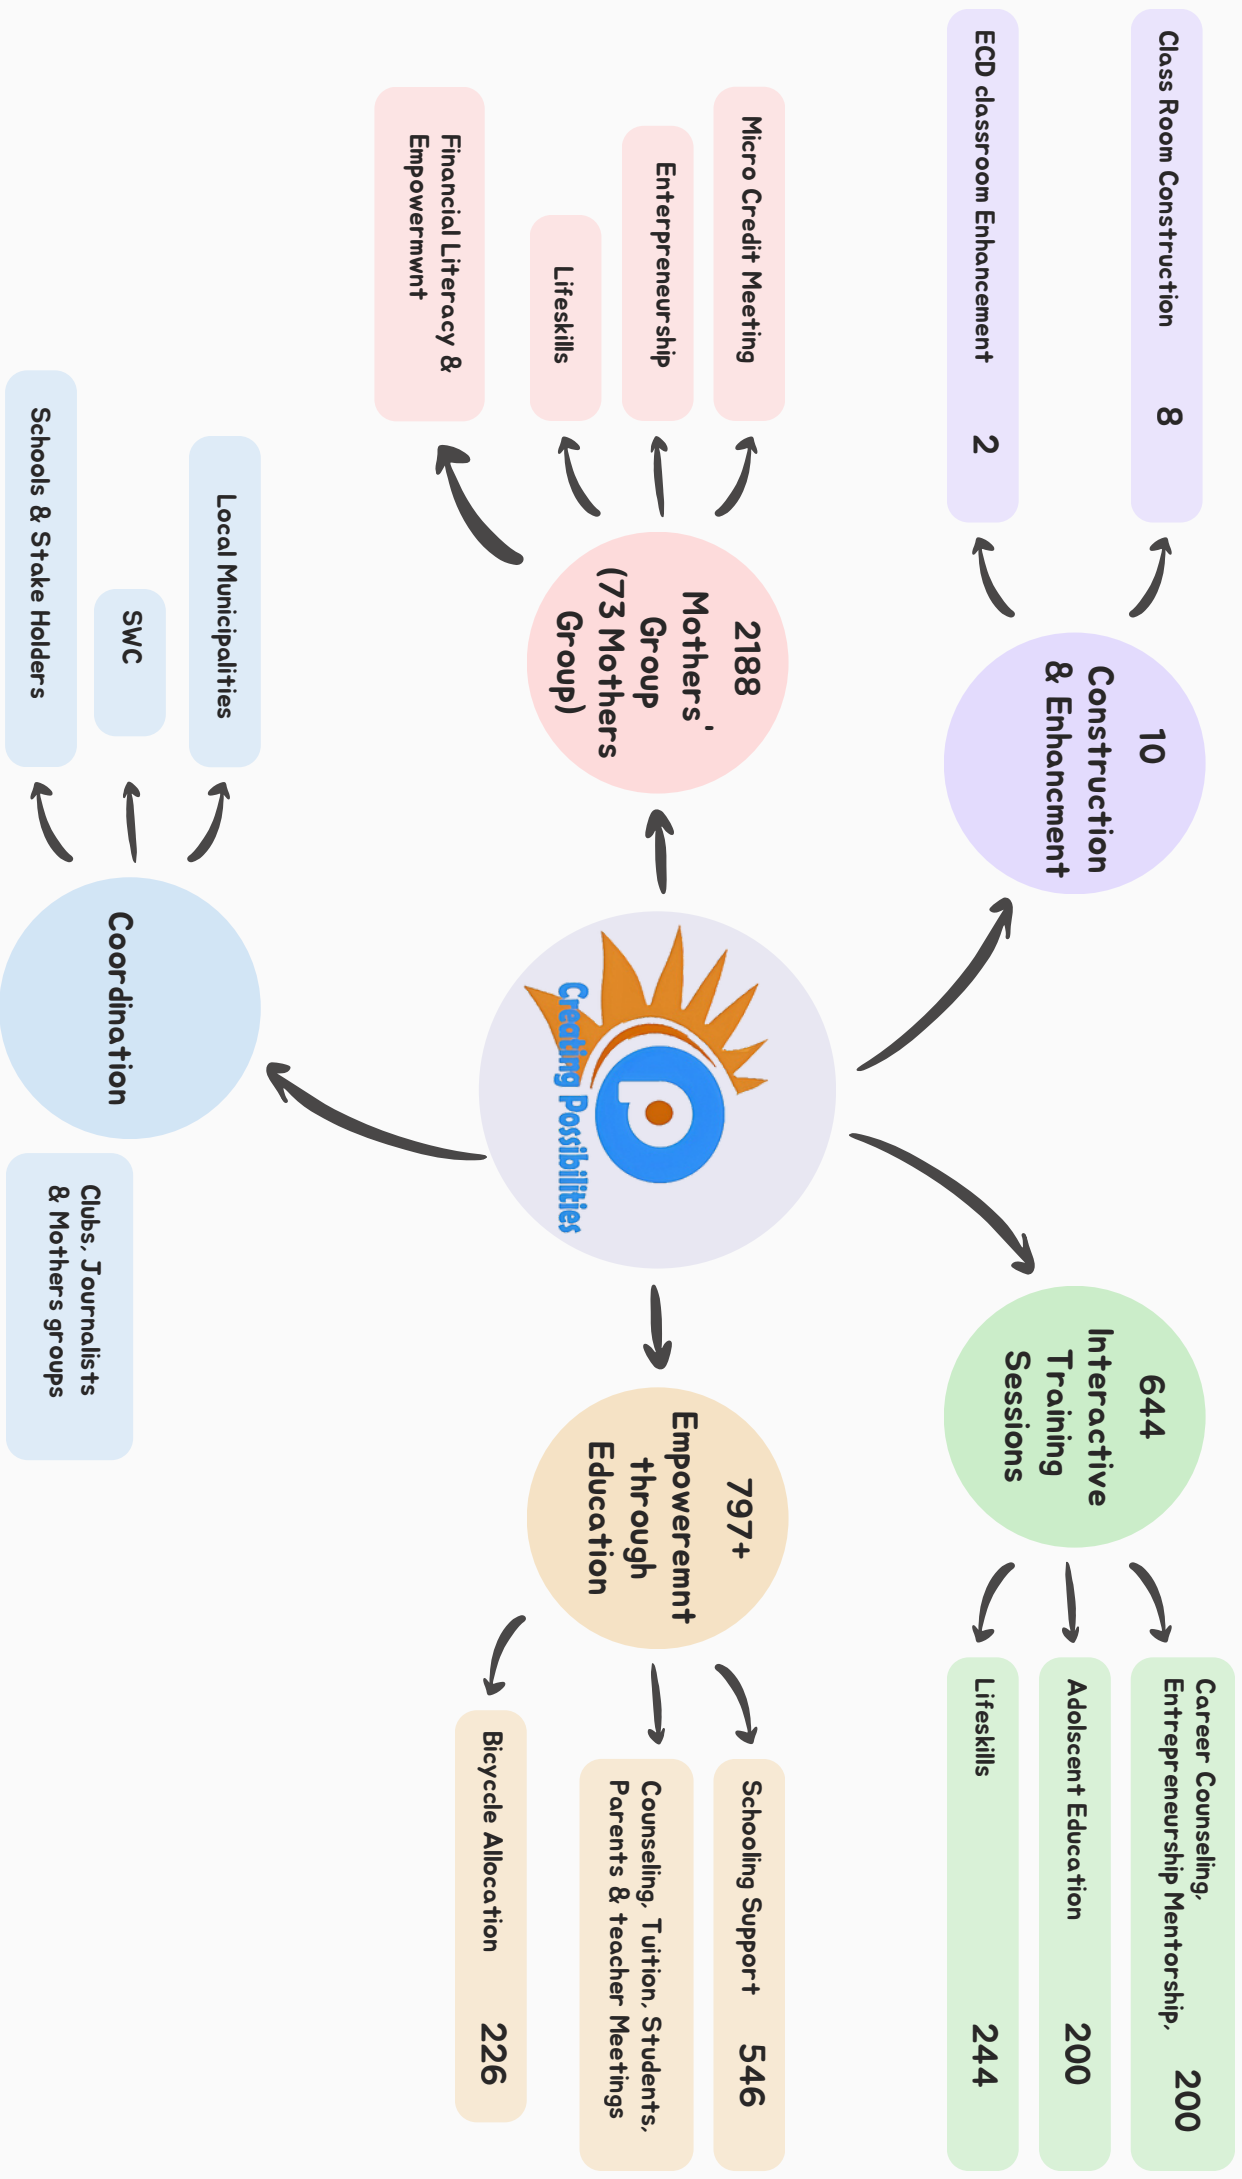 Class Room Construction 8
ECD classroom Enhancement 2
10
Construction
& Enhancment
644
Interactive
Training
Sessions
Career Counseling,
Entrepreneurship Mentorship, 200
Adolscent Education 200
Lifeskills 244
Micro Credit Meeting
Enterpreneurship
Lifeskills
Financial Literacy &
Empowermwnt
2188
Mothers'
Group
(73 Mothers
Group)
Creating Possibilities
797+
Empoweremnt
through
Education
Schooling Support 546
Counseling, Tuition, Students,
Parents & teacher Meetings
Bicyccle Allocation 226
Local Municipalities
SWC
Schools & Stake Holders
Coordination
Clubs, Journalists
& Mothers groups